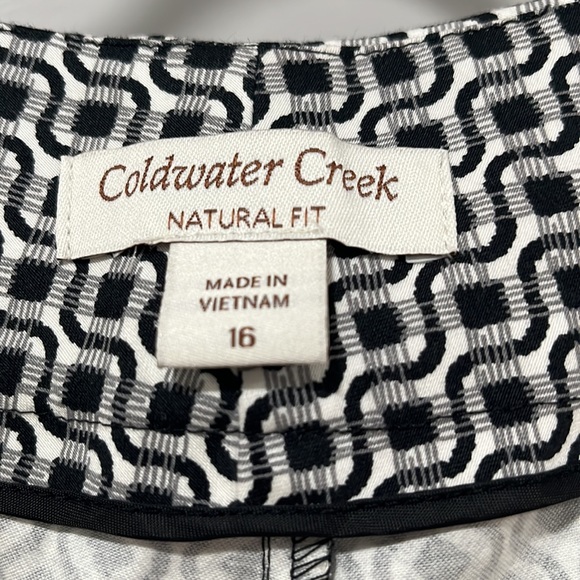 Coldwater Creek
NATURAL FIT
MADE IN
VIETNAM
16